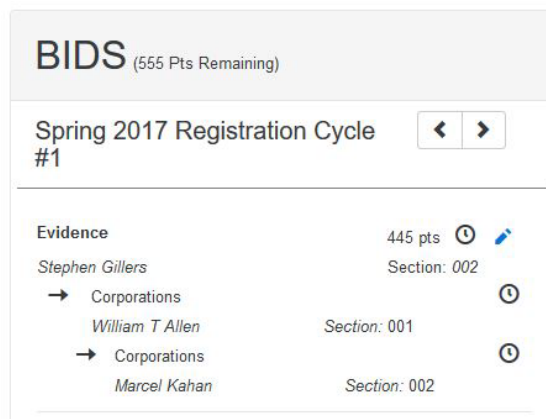 BIDS (555 Pts Remaining)
Spring 2017 Registration Cycle
#1
Evidence 445 pts
Stephen Gillers Section: 002
Corporations
William T Allen Section: 001
Corporations
Marcel Kahan Section: 002